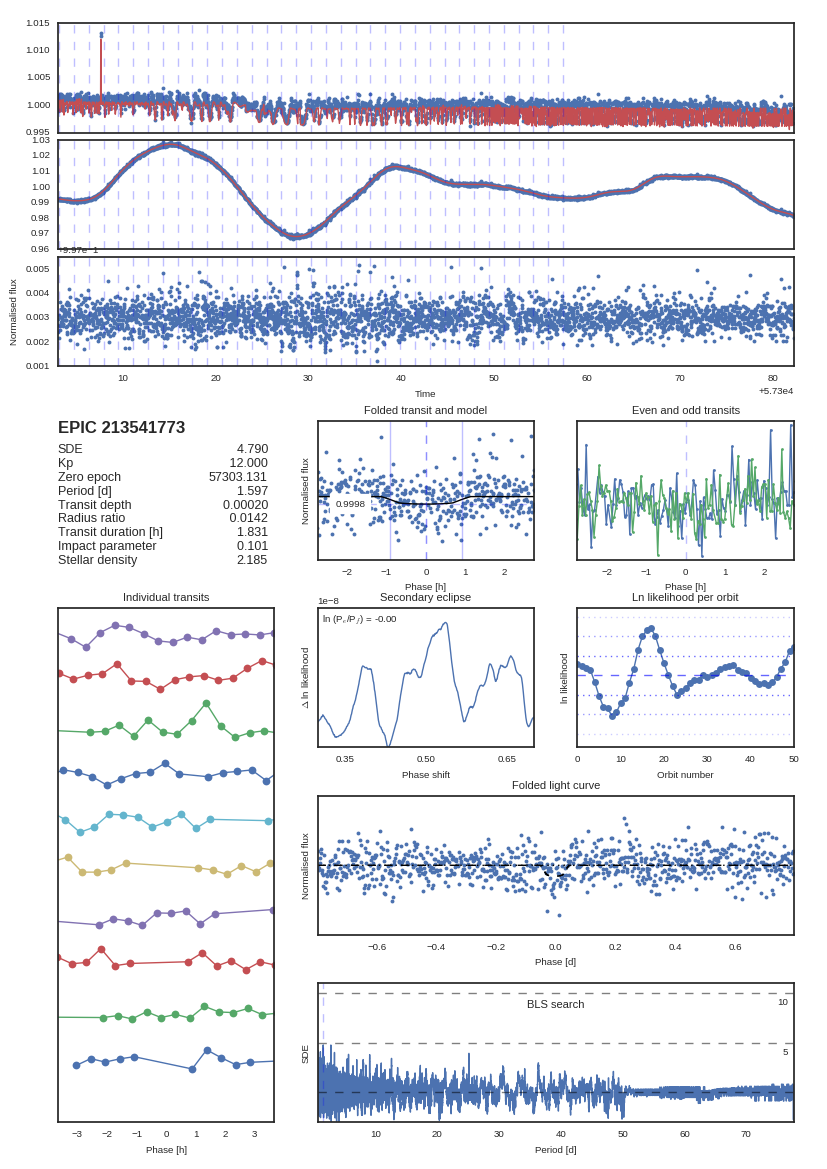 1.015
1.010
1.005
1.000
0.995
1.03
1.02
1.01
1.00
0.99
0.98
0.97
0.96
+9.97e−1
0.005
0.004
0.003
0.002
0.001
Normalised flux
10 20 30 40 50 60 70 80
Time
+5.73e4
EPIC 213541773
SDE 4.790
Kp 12.000
Zero epoch 57303.131
Period [d] 1.597
Transit depth 0.00020
Radius ratio 0.0142
Transit duration [h] 1.831
Impact parameter 0.101
Stellar density 2.185
Folded transit and model
Normalised flux
0.9998
−2 −1 0 1 2
Phase [h]
Even and odd transits
−2 −1 0 1 2
Phase [h]
Individual transits
−3 −2 −1 0 1 2 3
Phase [h]
Secondary eclipse
1e−8
ln (Pₑ/P𝒻) = -0.00
Δ ln likelihood
0.35 0.50 0.65
Phase shift
Ln likelihood per orbit
ln likelihood
0 10 20 30 40 50
Orbit number
Folded light curve
Normalised flux
−0.6 −0.4 −0.2 0.0 0.2 0.4 0.6
Phase [d]
BLS search
10
5
SDE
10 20 30 40 50 60 70
Period [d]